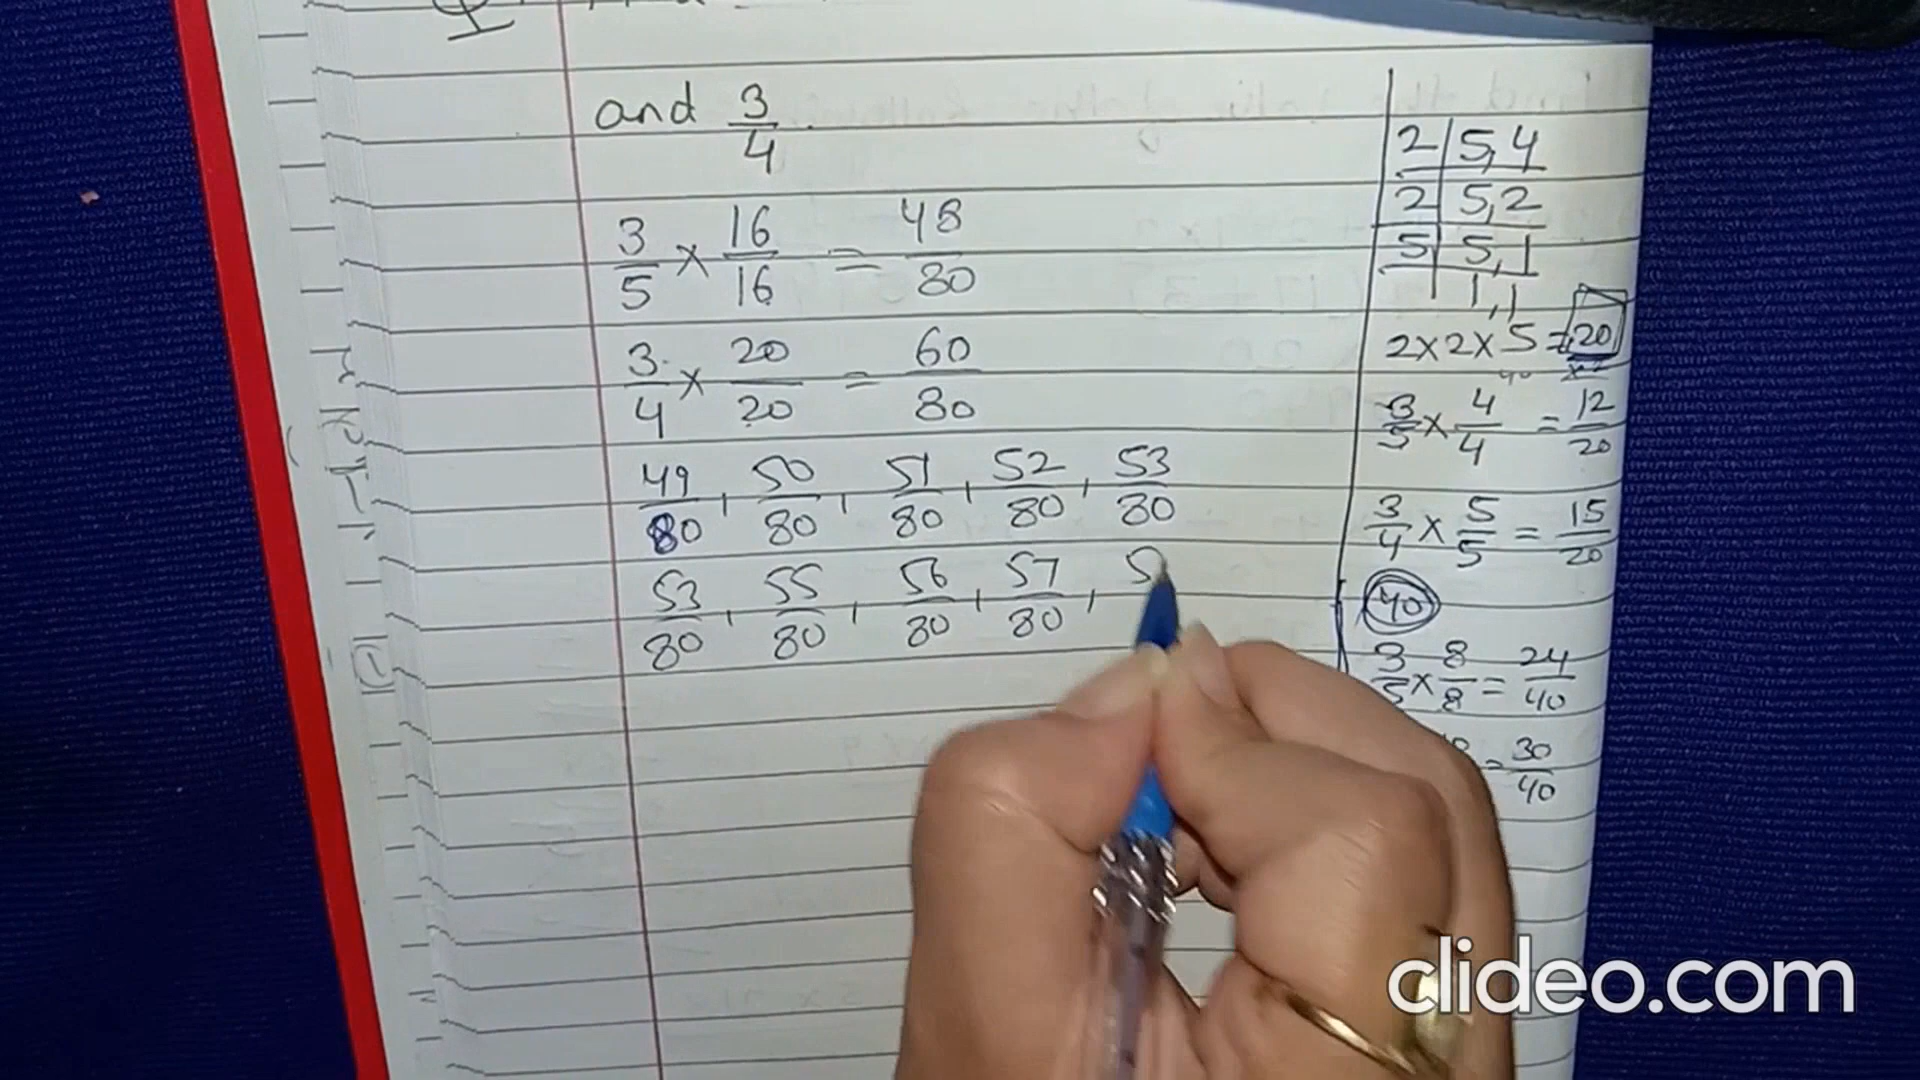 and 3/4
3/5 × 16/16 = 48/80
3/4 × 20/20 = 60/80
49/80, 50/80, 51/80, 52/80, 53/80
53/80, 55/80, 56/80, 57/80, 5
2 | 5, 4
2 | 5, 2
5 | 5, 1
1, 1
2×2×5 = 20
×2
40
3/5 × 4/4 = 12/20
3/4 × 5/5 = 15/20
40
3/5 × 8/8 = 24/40
= 30/40
clideo.com